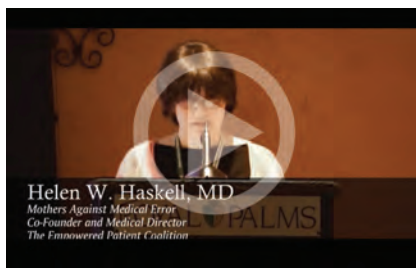 Helen W. Haskell, MD
Mothers Against Medical Error
Co-Founder and Medical Director
The Empowered Patient Coalition
PALMS